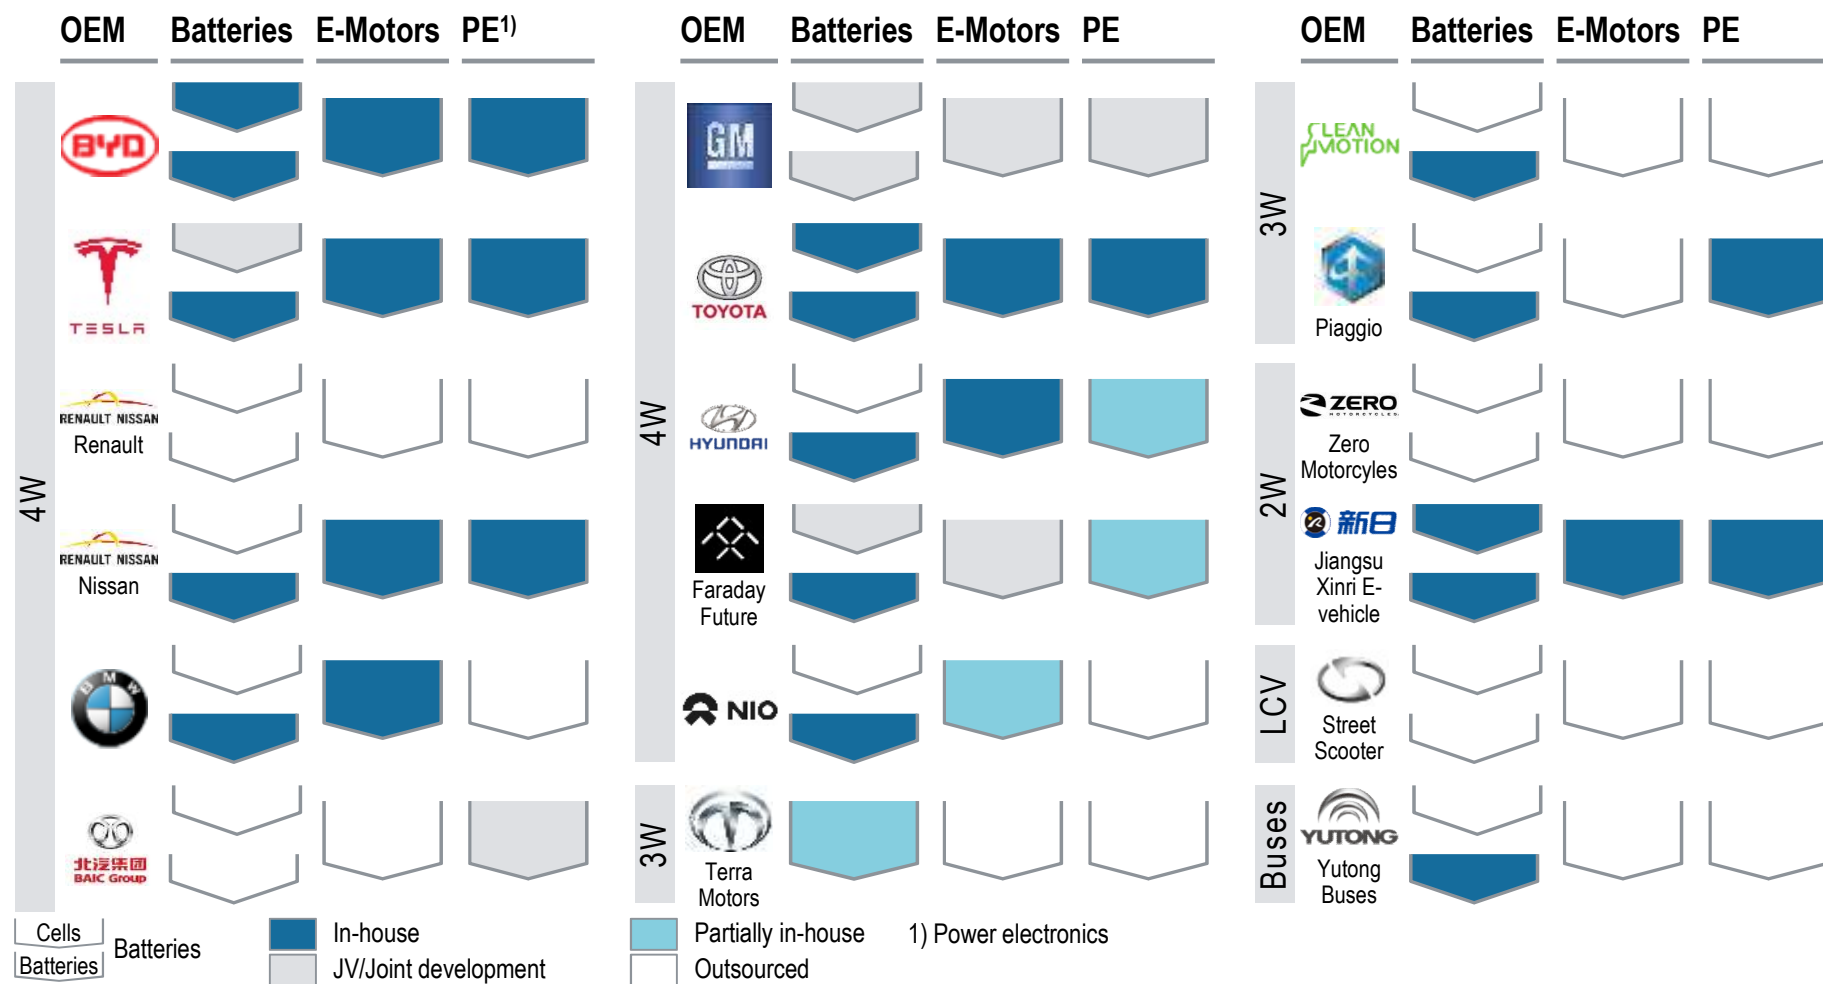 OEM Batteries E-Motors PE1)
4W
BYD
TESLA
RENAULT NISSAN
Renault
RENAULT NISSAN
Nissan
BMW
北汽集团
BAIC Group
OEM Batteries E-Motors PE
4W
GM
TOYOTA
HYUNDAI
Faraday
Future
NIO
3W
Terra
Motors
OEM Batteries E-Motors PE
3W
CLEAN
MOTION
Piaggio
2W
ZERO
MOTORCYCLES
Zero
Motorcyles
新日
Jiangsu
Xinri E-
vehicle
LCV
Street
Scooter
Buses
YUTONG
Yutong
Buses
Cells
Batteries
Batteries
In-house
JV/Joint development
Partially in-house
Outsourced
1) Power electronics